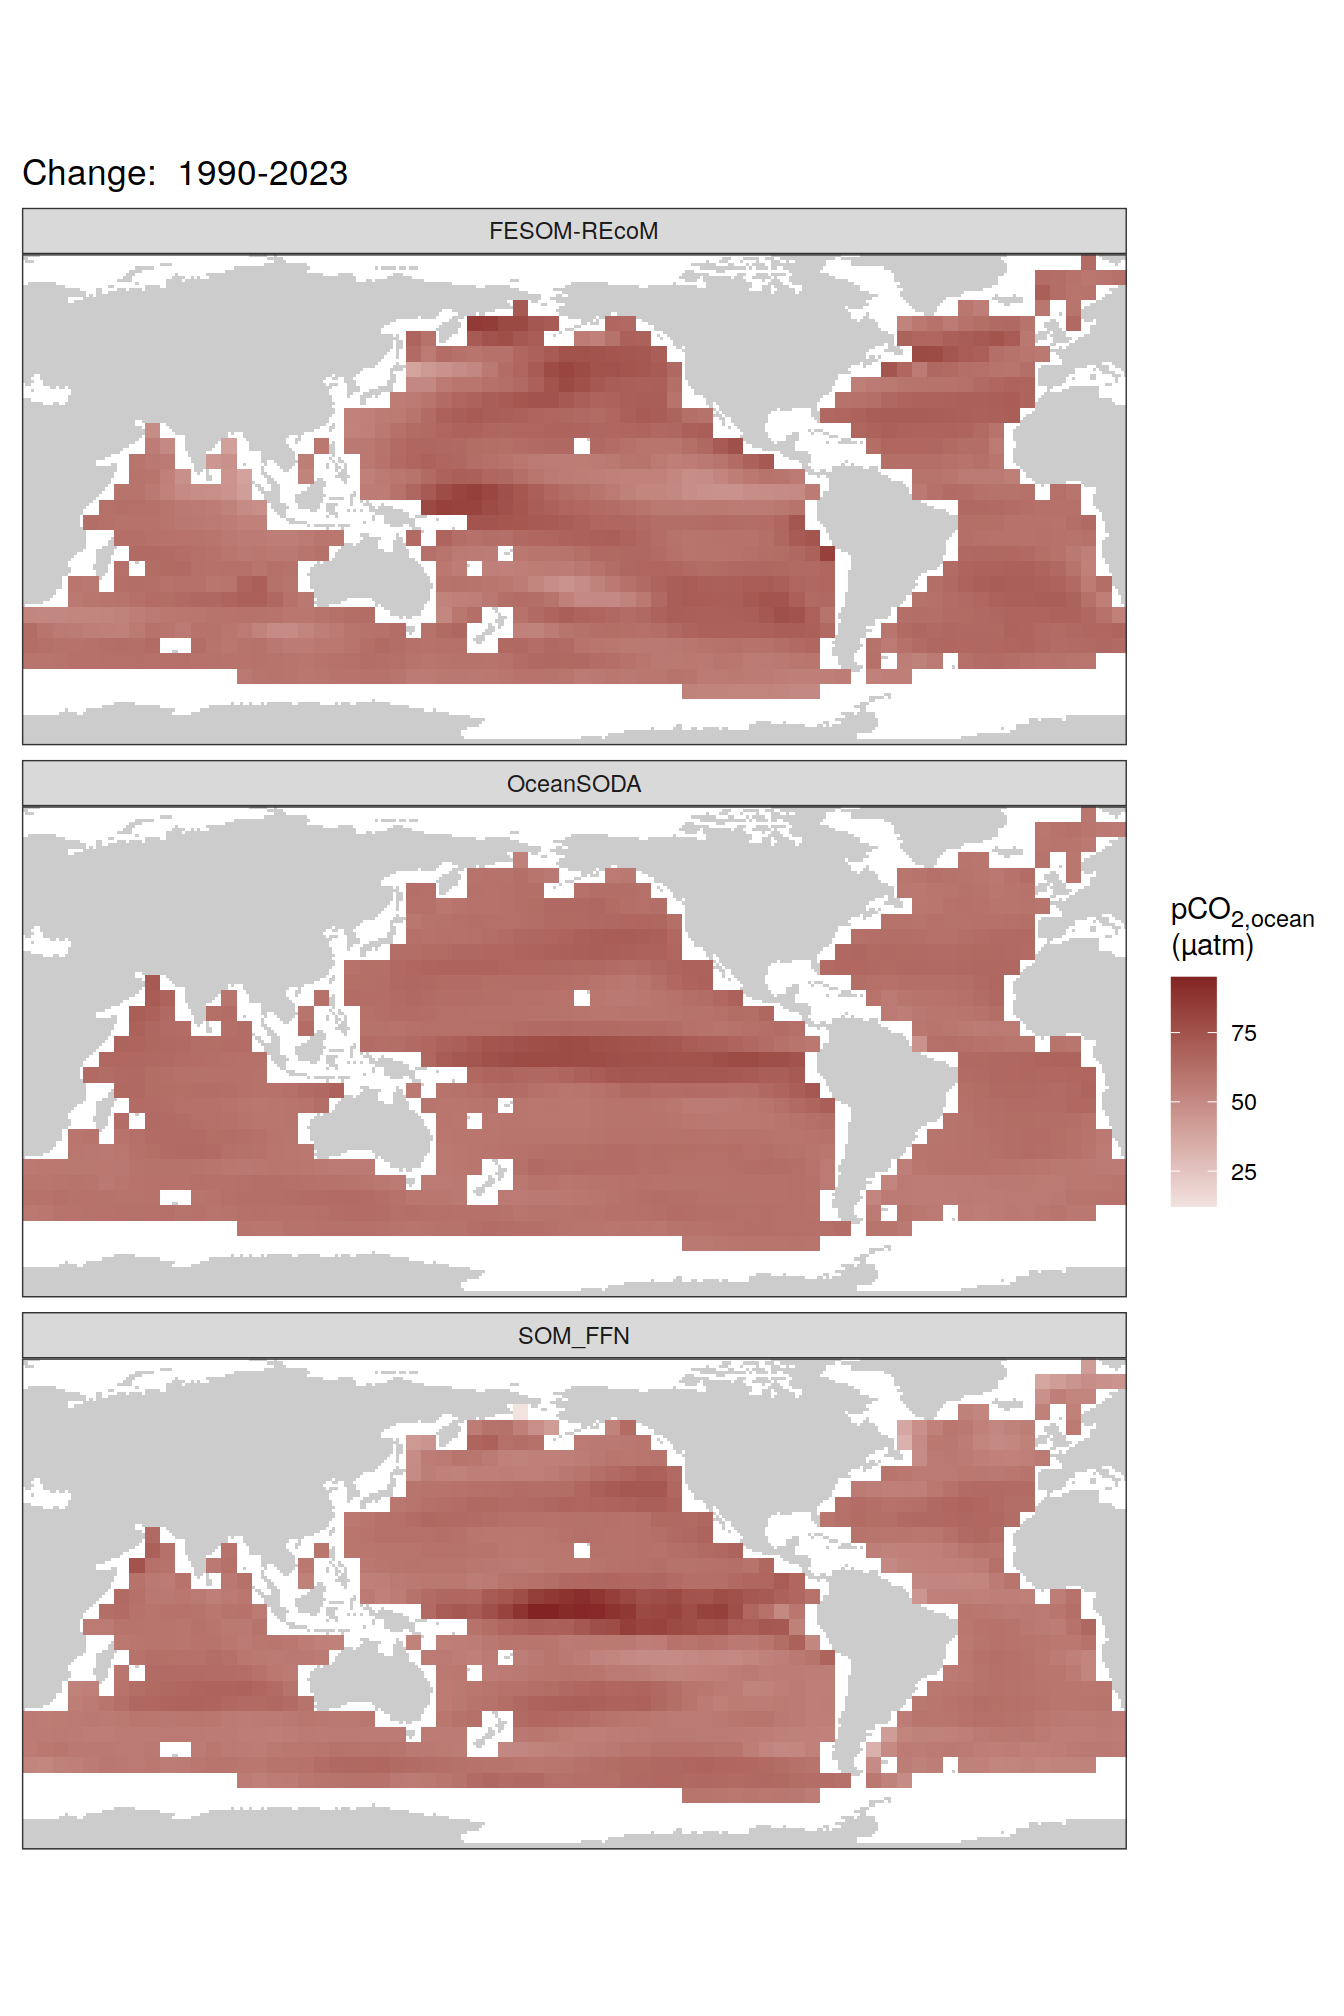 Change:  1990-2023
FESOM-REcoM
OceanSODA
SOM_FFN
pCO2,ocean
(µatm)
75
50
25